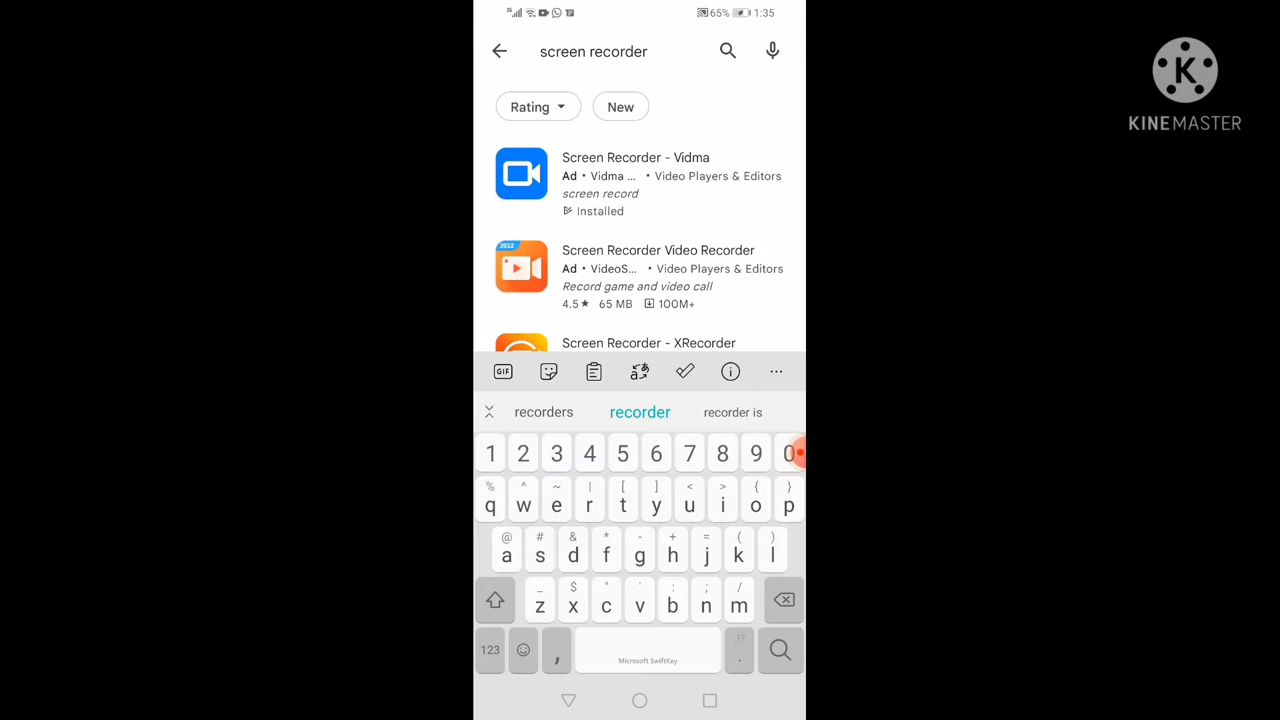 65% 1:35
screen recorder
K
KINEMASTER
Rating New
Screen Recorder - Vidma
Ad • Vidma ... • Video Players & Editors
screen record
Installed
2022
Screen Recorder Video Recorder
Ad • VideoS... • Video Players & Editors
Record game and video call
4.5★ 65 MB 100M+
Screen Recorder - XRecorder
GIF aあ i ...
recorders recorder recorder is
1 2 3 4 5 6 7 8 9 0
% ^ ~ | [ ] < > { }
q w e r t y u i o p
@ # & * - + = ( )
a s d f g h j k l
_ $ " ' : ; /
z x c v b n m
123 , Microsoft SwiftKey ,!? .